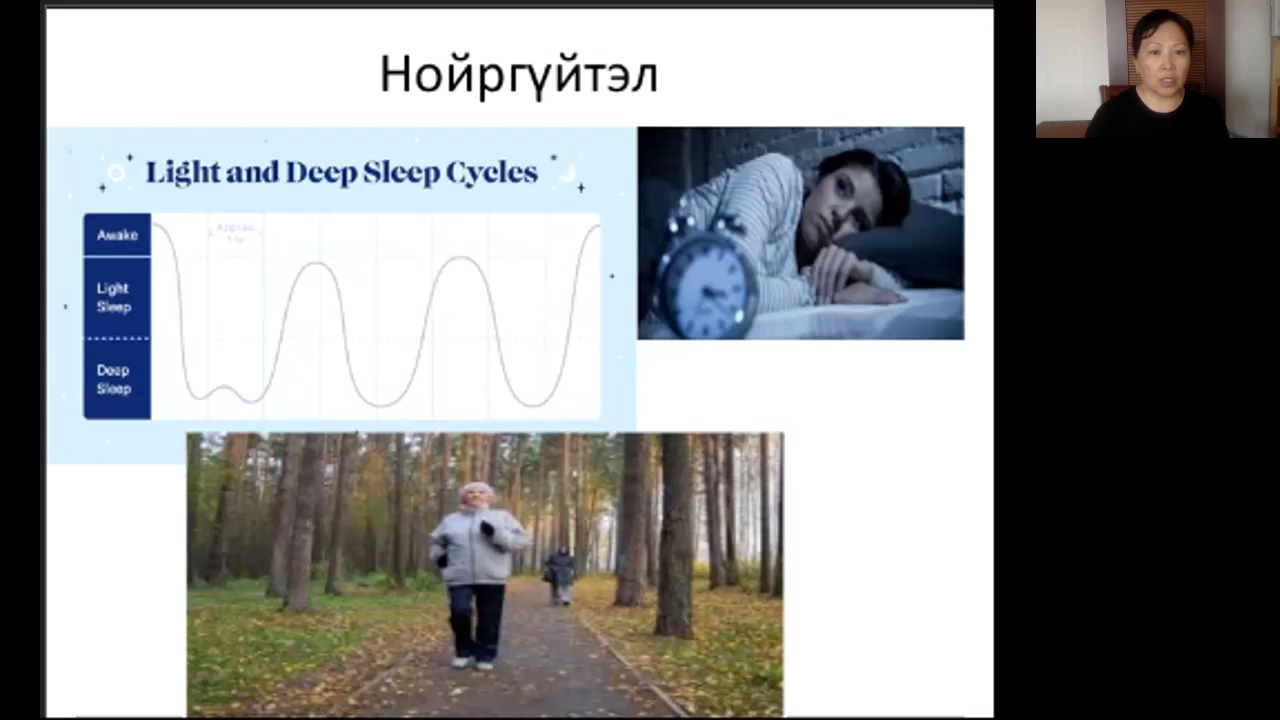 Нойргүйтэл
Light and Deep Sleep Cycles
Awake
Light
Sleep
Deep
Sleep